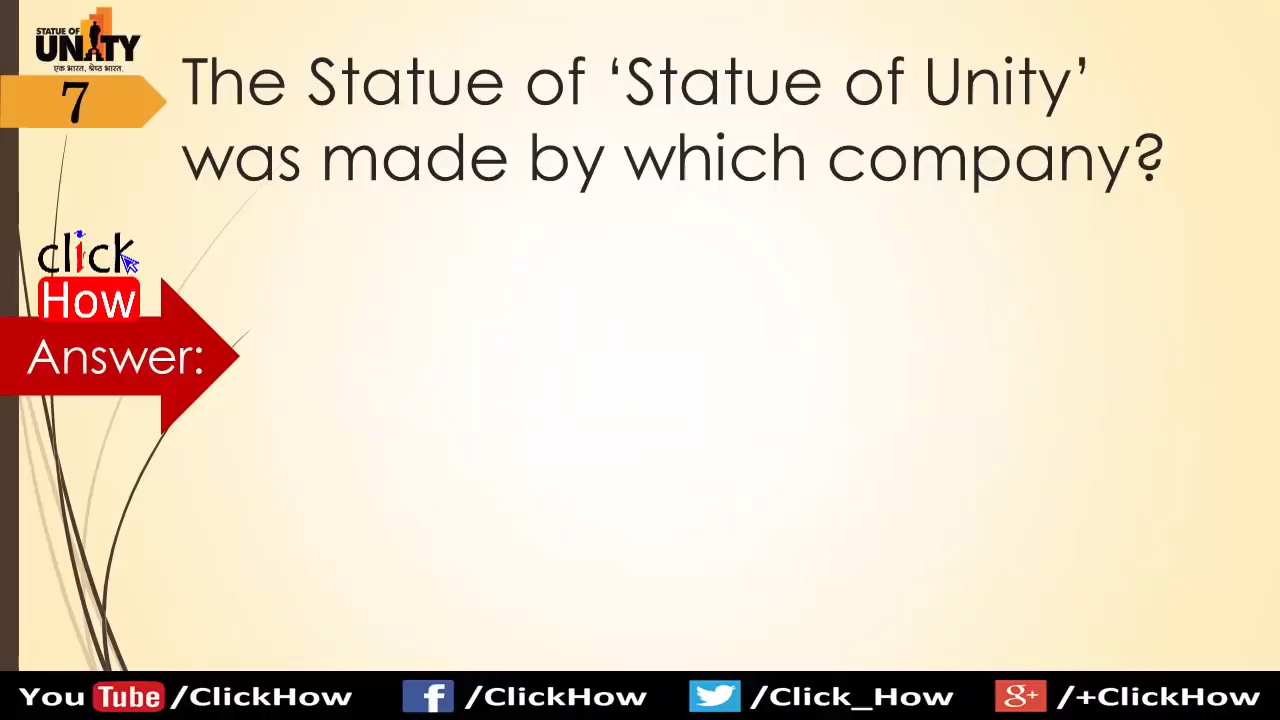 STATUE OF
UNITY
एक भारत, श्रेष्ठ भारत.
7
The Statue of ‘Statue of Unity’
was made by which company?
click
How
Answer:
You Tube /ClickHow f /ClickHow /Click_How g+ /+ClickHow